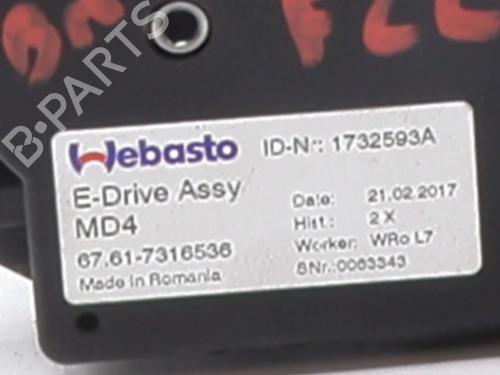 B-PARTS
Webasto ID-Nr: 1732593A
E-Drive Assy
MD4
67.61-7316536
Made in Romania
Date: 21.02.2017
Hist.: 2 X
Worker: WRo L7
SNr.:0063343